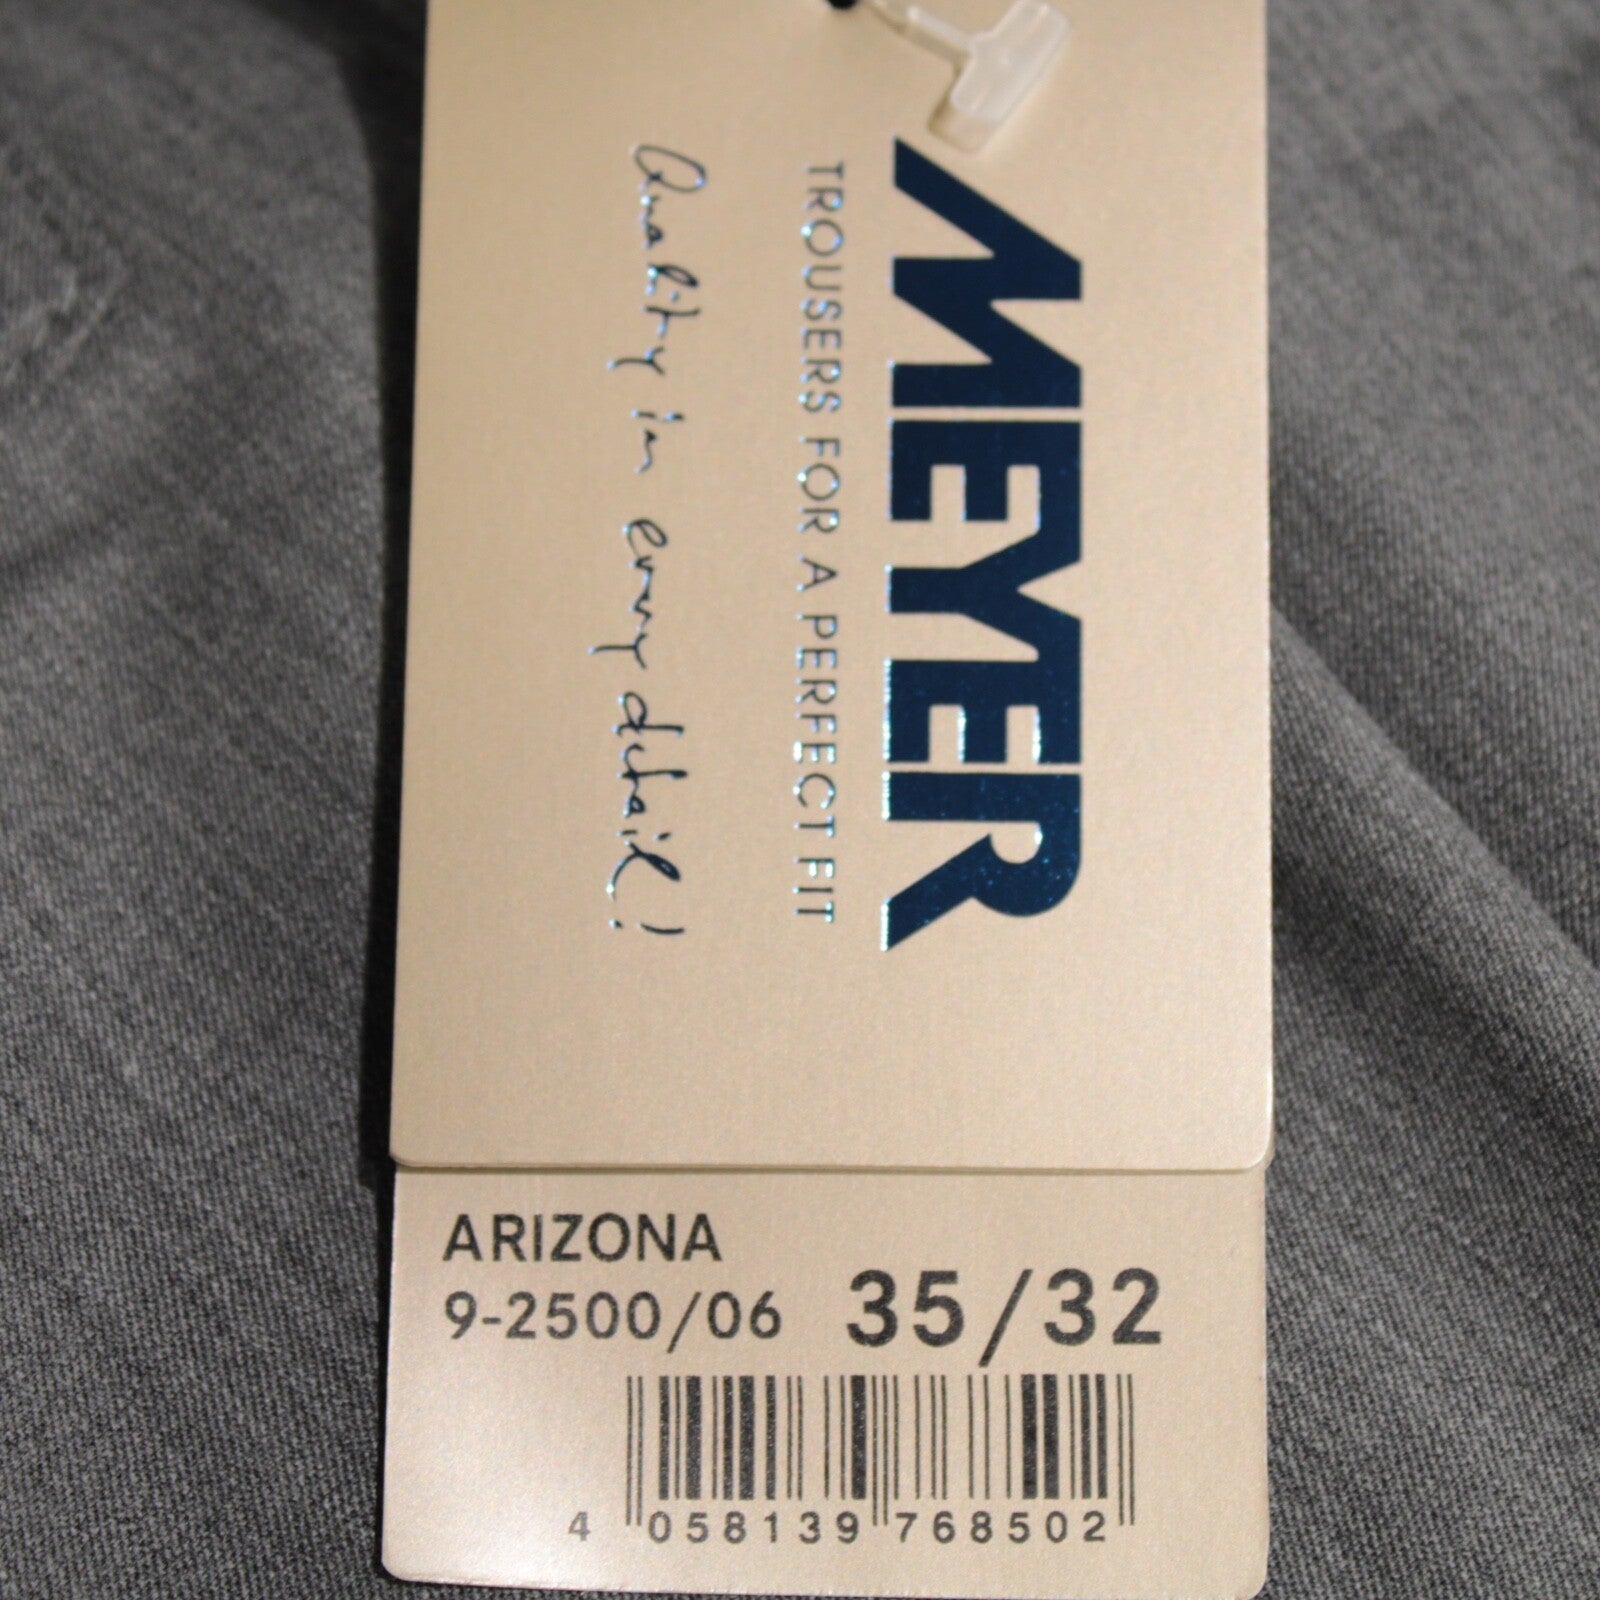 MEYER
TROUSERS FOR A PERFECT FIT
Quality in every detail!
ARIZONA
9-2500/06 35/32
4 058139 768502